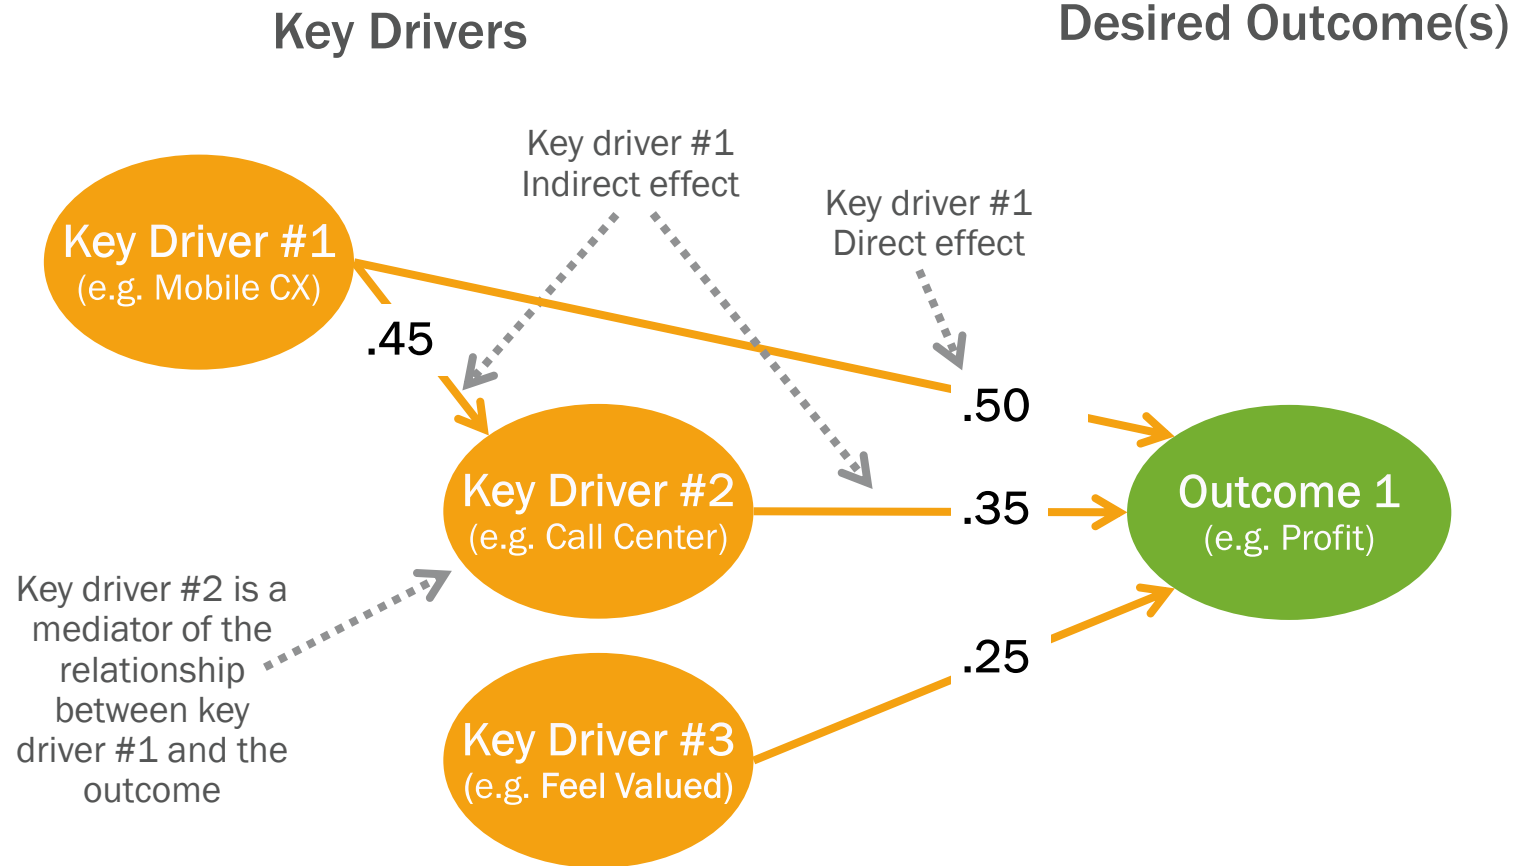 Key Drivers
Desired Outcome(s)
Key driver #1
Indirect effect
Key driver #1
Direct effect
Key Driver #1
(e.g. Mobile CX)
.45
.50
Key Driver #2
(e.g. Call Center)
.35
Outcome 1
(e.g. Profit)
Key driver #2 is a
mediator of the
relationship
between key
driver #1 and the
outcome
.25
Key Driver #3
(e.g. Feel Valued)